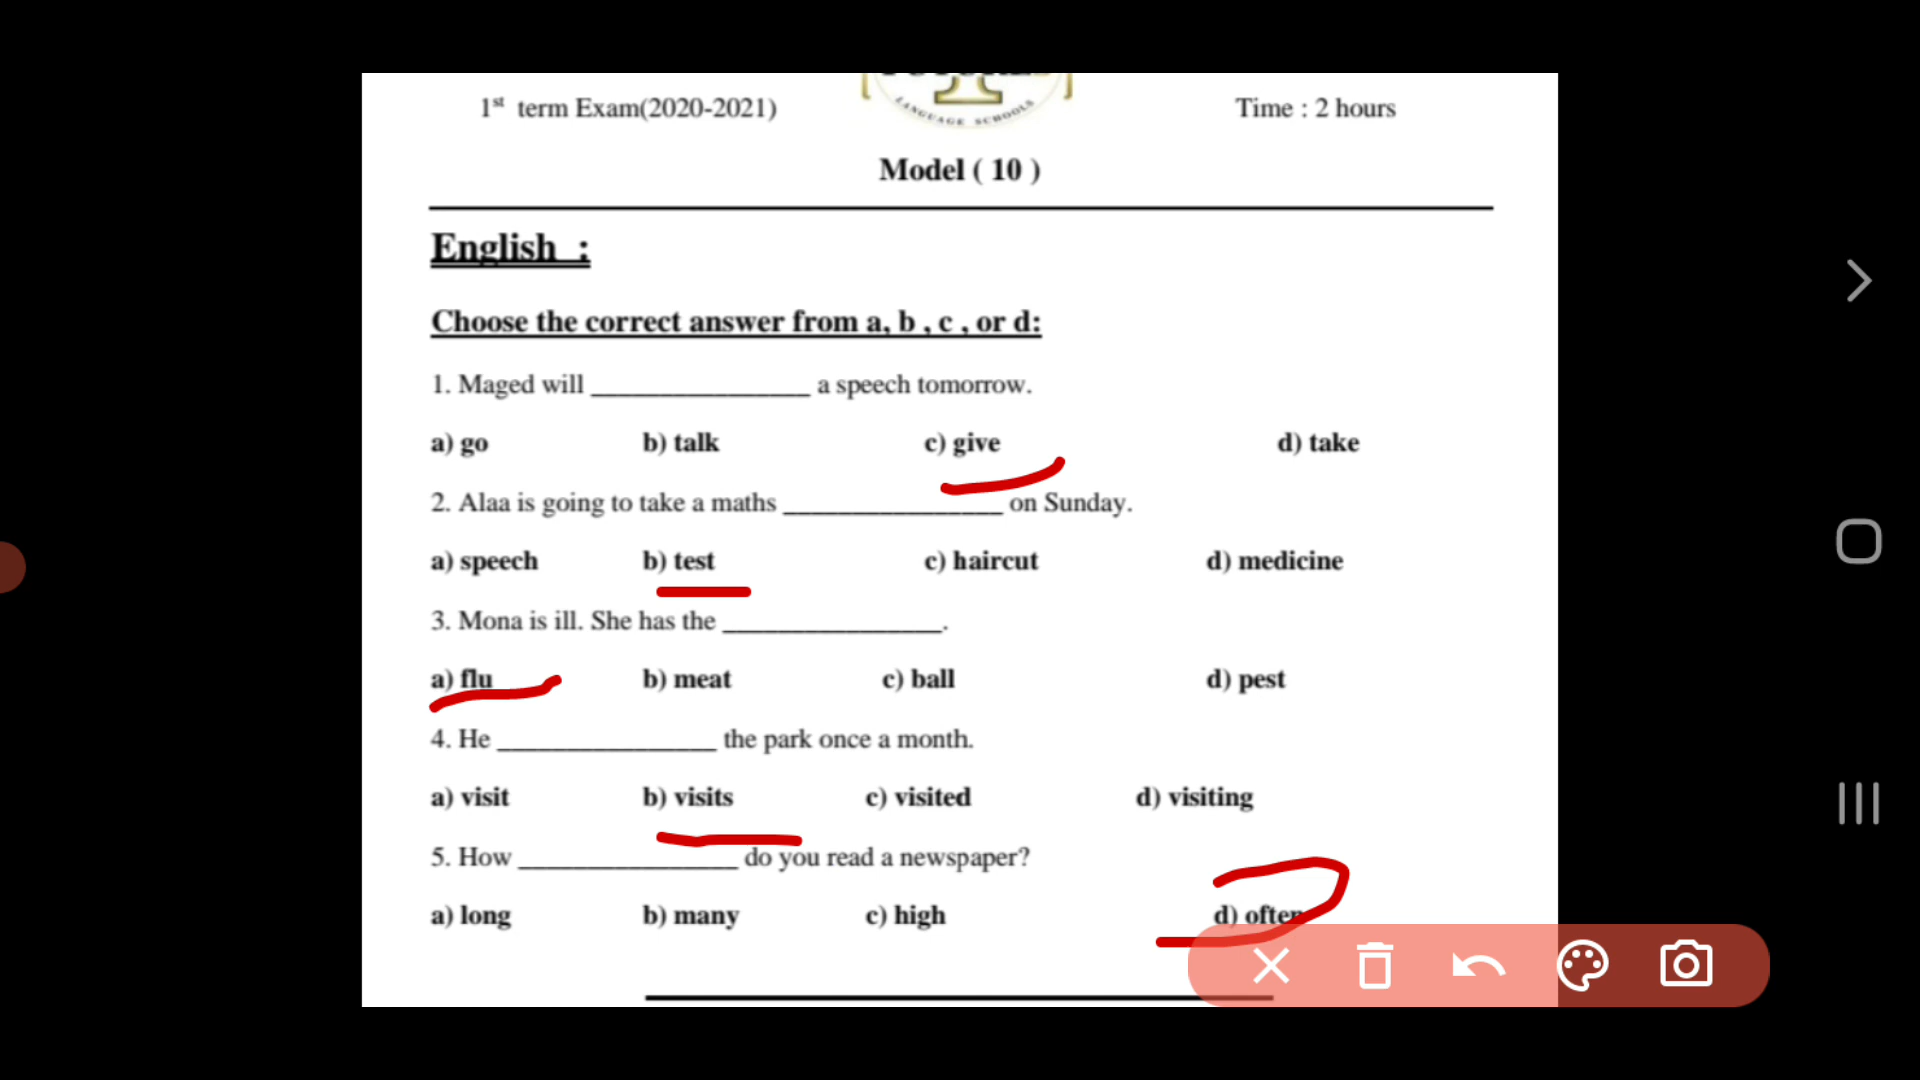 1st term Exam(2020-2021)
LANGUAGE SCHOOLS
Time : 2 hours
Model ( 10 )
English :
Choose the correct answer from a, b , c , or d:
1. Maged will ________________ a speech tomorrow.
a) go b) talk c) give d) take
2. Alaa is going to take a maths ________________ on Sunday.
a) speech b) test c) haircut d) medicine
3. Mona is ill. She has the ________________.
a) flu b) meat c) ball d) pest
4. He ________________ the park once a month.
a) visit b) visits c) visited d) visiting
5. How ________________ do you read a newspaper?
a) long b) many c) high d) often